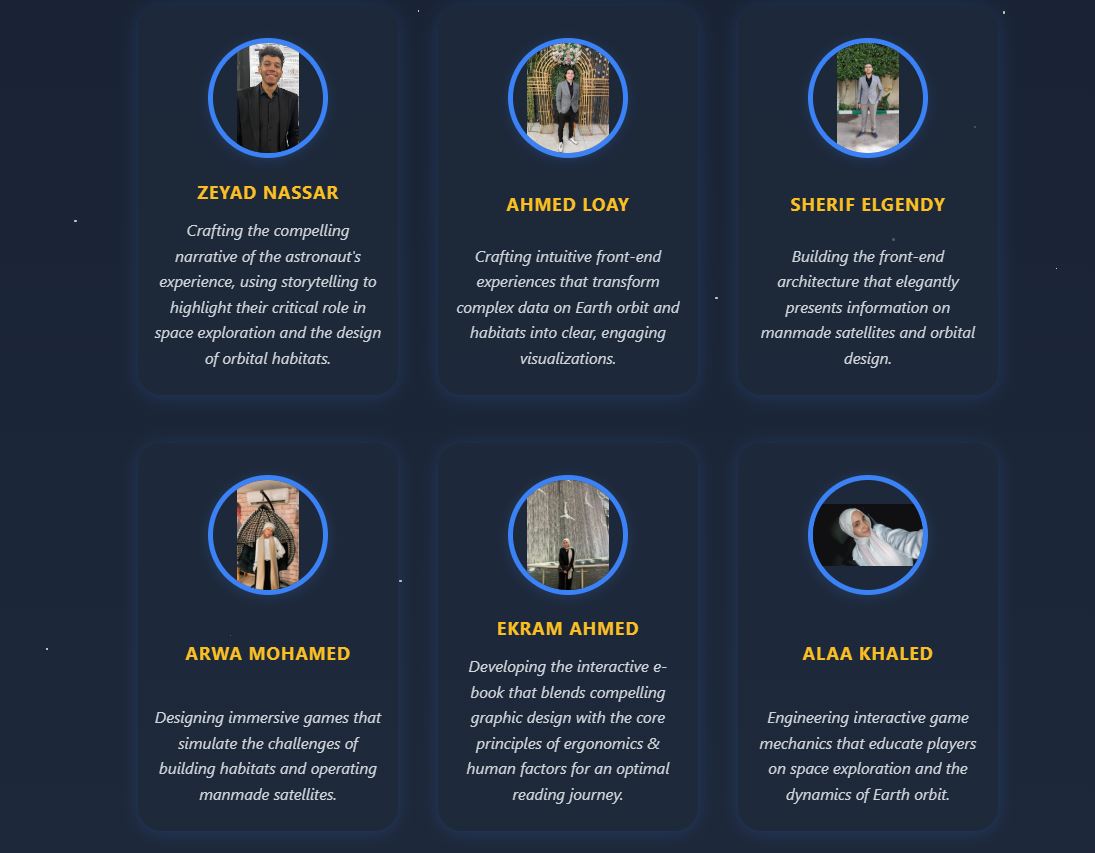 ZEYAD NASSAR
Crafting the compelling
narrative of the astronaut's
experience, using storytelling to
highlight their critical role in
space exploration and the design
of orbital habitats.
AHMED LOAY
Crafting intuitive front-end
experiences that transform
complex data on Earth orbit and
habitats into clear, engaging
visualizations.
SHERIF ELGENDY
Building the front-end
architecture that elegantly
presents information on
manmade satellites and orbital
design.
ARWA MOHAMED
Designing immersive games that
simulate the challenges of
building habitats and operating
manmade satellites.
EKRAM AHMED
Developing the interactive e-
book that blends compelling
graphic design with the core
principles of ergonomics &
human factors for an optimal
reading journey.
ALAA KHALED
Engineering interactive game
mechanics that educate players
on space exploration and the
dynamics of Earth orbit.